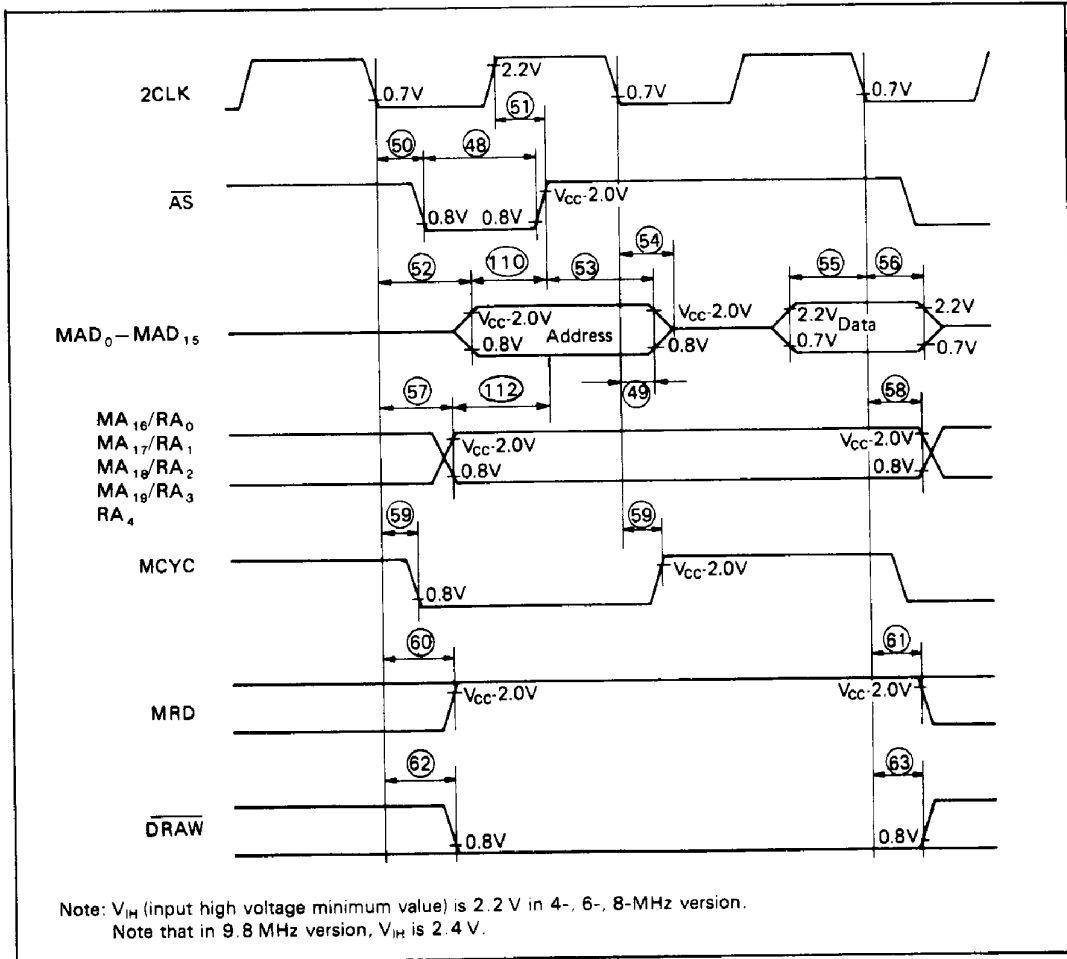 2CLK
0.7V
2.2V
0.7V
0.7V
51
50
48
AS
0.8V
0.8V
VCC-2.0V
54
52
110
53
55
56
MAD0–MAD15
VCC-2.0V
0.8V
Address
VCC-2.0V
0.8V
2.2V
0.7V
Data
2.2V
0.7V
49
57
112
58
MA16/RA0
MA17/RA1
MA18/RA2
MA19/RA3
RA4
VCC-2.0V
0.8V
VCC-2.0V
0.8V
59
59
MCYC
0.8V
VCC-2.0V
60
61
MRD
VCC-2.0V
VCC-2.0V
62
63
DRAW
0.8V
0.8V
Note: VIH (input high voltage minimum value) is 2.2 V in 4-, 6-, 8-MHz version.
Note that in 9.8 MHz version, VIH is 2.4 V.